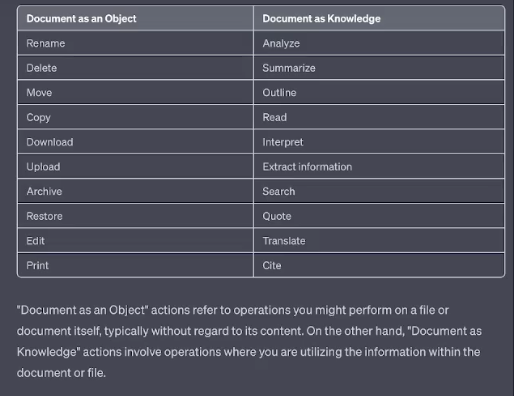 Document as an Object Document as Knowledge
Rename Analyze
Delete Summarize
Move Outline
Copy Read
Download Interpret
Upload Extract information
Archive Search
Restore Quote
Edit Translate
Print Cite
"Document as an Object" actions refer to operations you might perform on a file or
document itself, typically without regard to its content. On the other hand, "Document as
Knowledge" actions involve operations where you are utilizing the information within the
document or file.